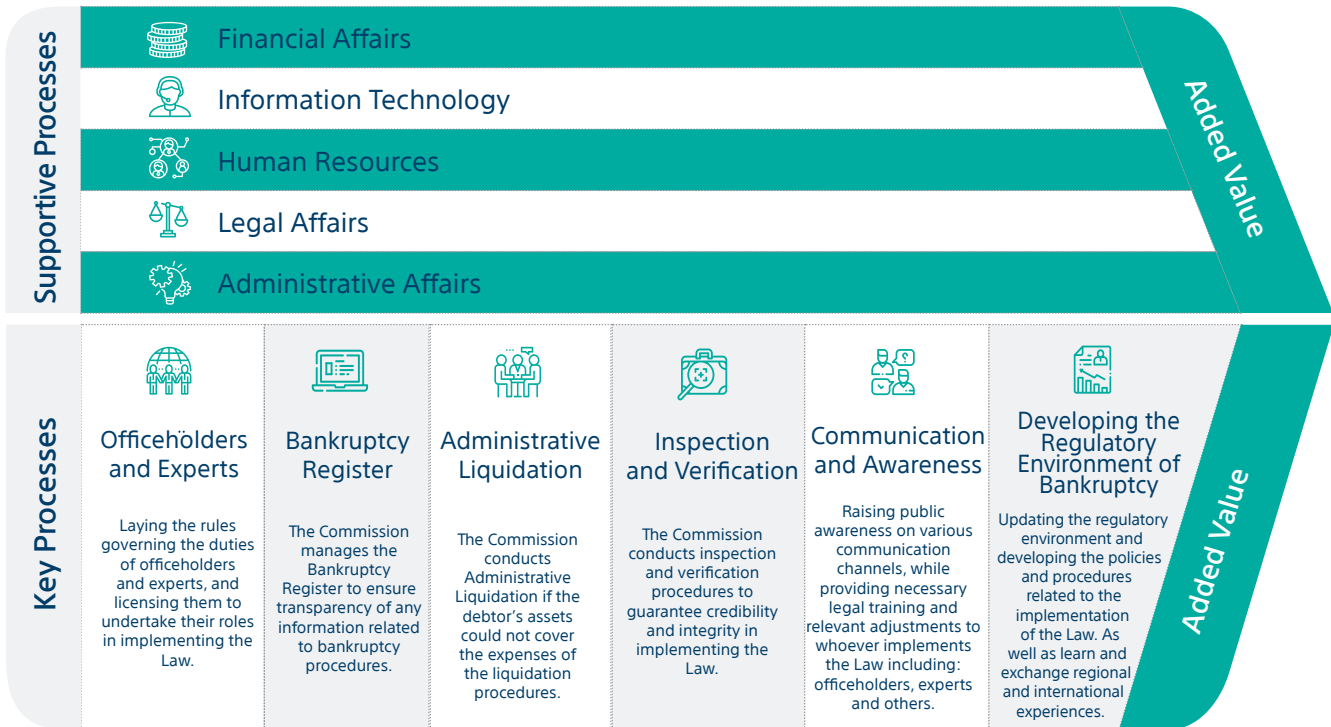 Supportive Processes
Financial Affairs
Information Technology
Human Resources
Legal Affairs
Administrative Affairs
Added Value
Key Processes
Officeholders
and Experts
Laying the rules
governing the duties
of officeholders
and experts, and
licensing them to
undertake their roles
in implementing the
Law.
Bankruptcy
Register
The Commission
manages the
Bankruptcy
Register to ensure
transparency of any
information related
to bankruptcy
procedures.
Administrative
Liquidation
The Commission
conducts
Administrative
Liquidation if the
debtor’s assets
could not cover
the expenses of
the liquidation
procedures.
Inspection
and Verification
The Commission
conducts inspection
and verification
procedures to
guarantee credibility
and integrity in
implementing the
Law.
Communication
and Awareness
Raising public
awareness on various
communication
channels, while
providing necessary
legal training and
relevant adjustments to
whoever implements
the Law including:
officeholders, experts
and others.
Developing the
Regulatory
Environment of
Bankruptcy
Updating the regulatory
environment and
developing the policies
and procedures
related to the
implementation
of the Law. As
well as learn and
exchange regional
and international
experiences.
Added Value